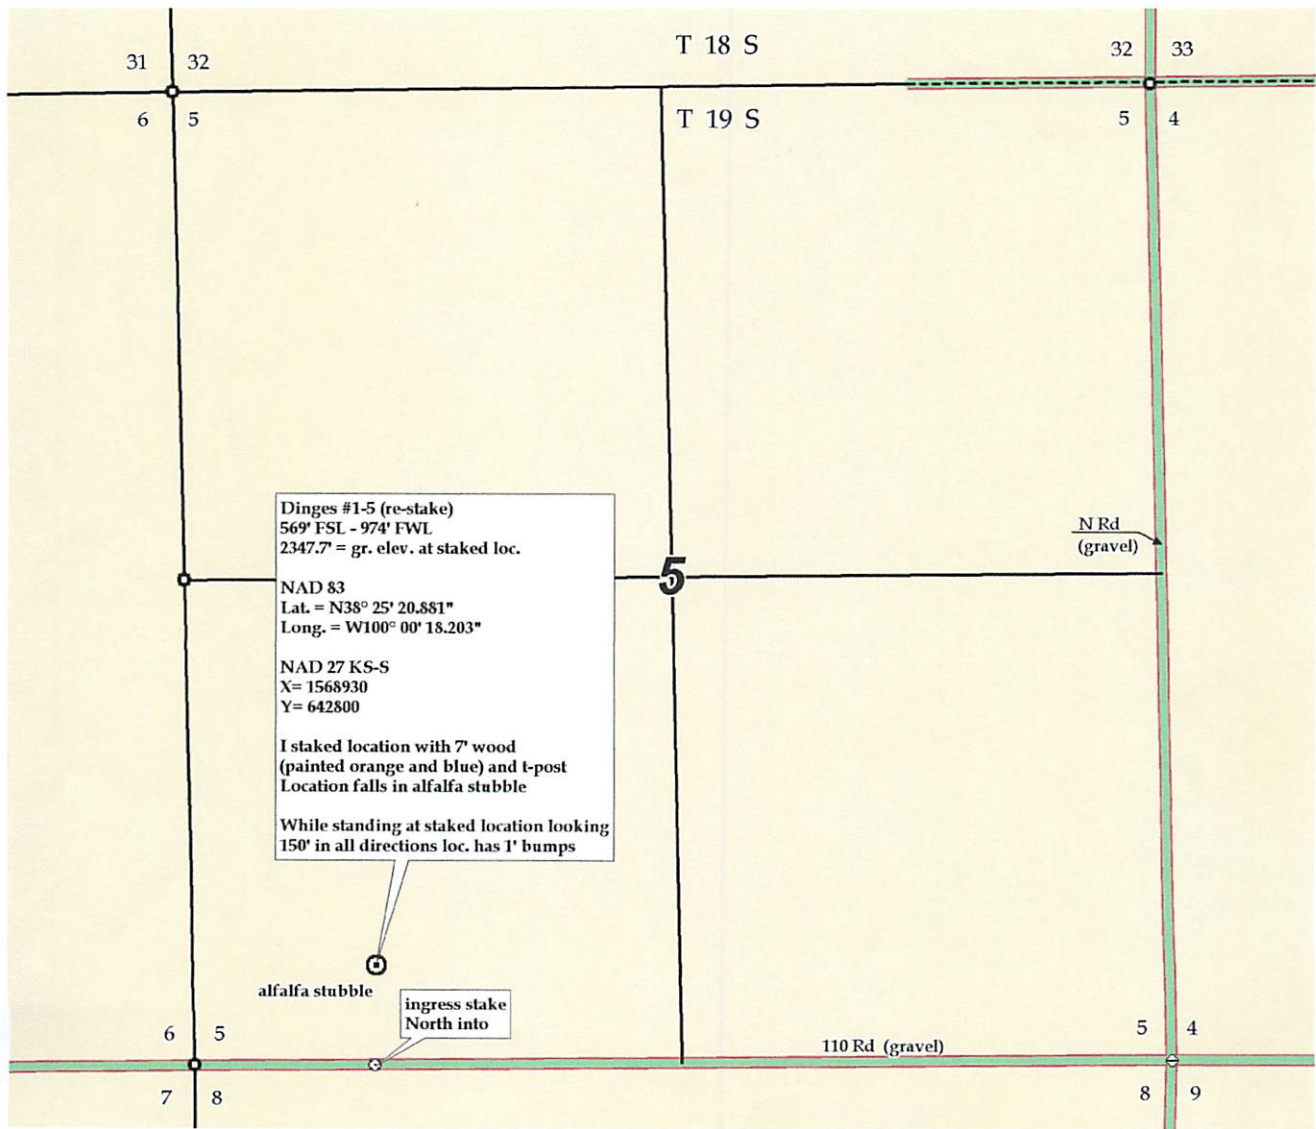 T 18 S
31 32
32 33
6 5
T 19 S
5 4
Dinges #1-5 (re-stake)
569' FSL - 974' FWL
2347.7' = gr. elev. at staked loc.
NAD 83
Lat. = N38° 25' 20.881"
Long. = W100° 00' 18.203"
NAD 27 KS-S
X= 1568930
Y= 642800
I staked location with 7' wood
(painted orange and blue) and t-post
Location falls in alfalfa stubble
While standing at staked location looking
150' in all directions loc. has 1' bumps
5
N Rd
(gravel)
alfalfa stubble
ingress stake
North into
6 5
5 4
110 Rd (gravel)
7 8
8 9